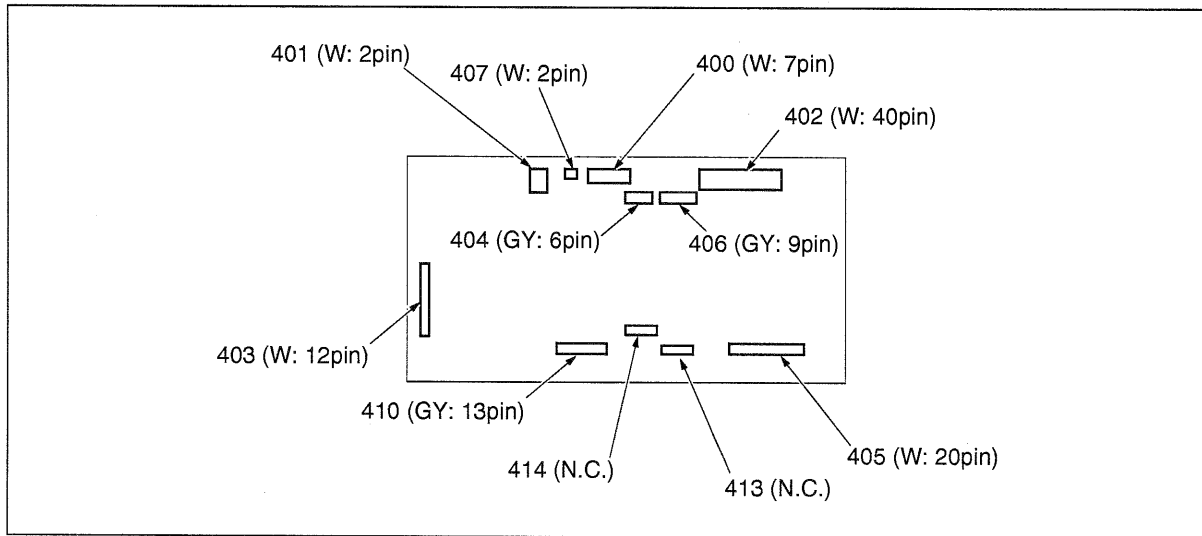 401 (W: 2pin)
407 (W: 2pin)
400 (W: 7pin)
402 (W: 40pin)
404 (GY: 6pin)
406 (GY: 9pin)
403 (W: 12pin)
410 (GY: 13pin)
414 (N.C.)
413 (N.C.)
405 (W: 20pin)